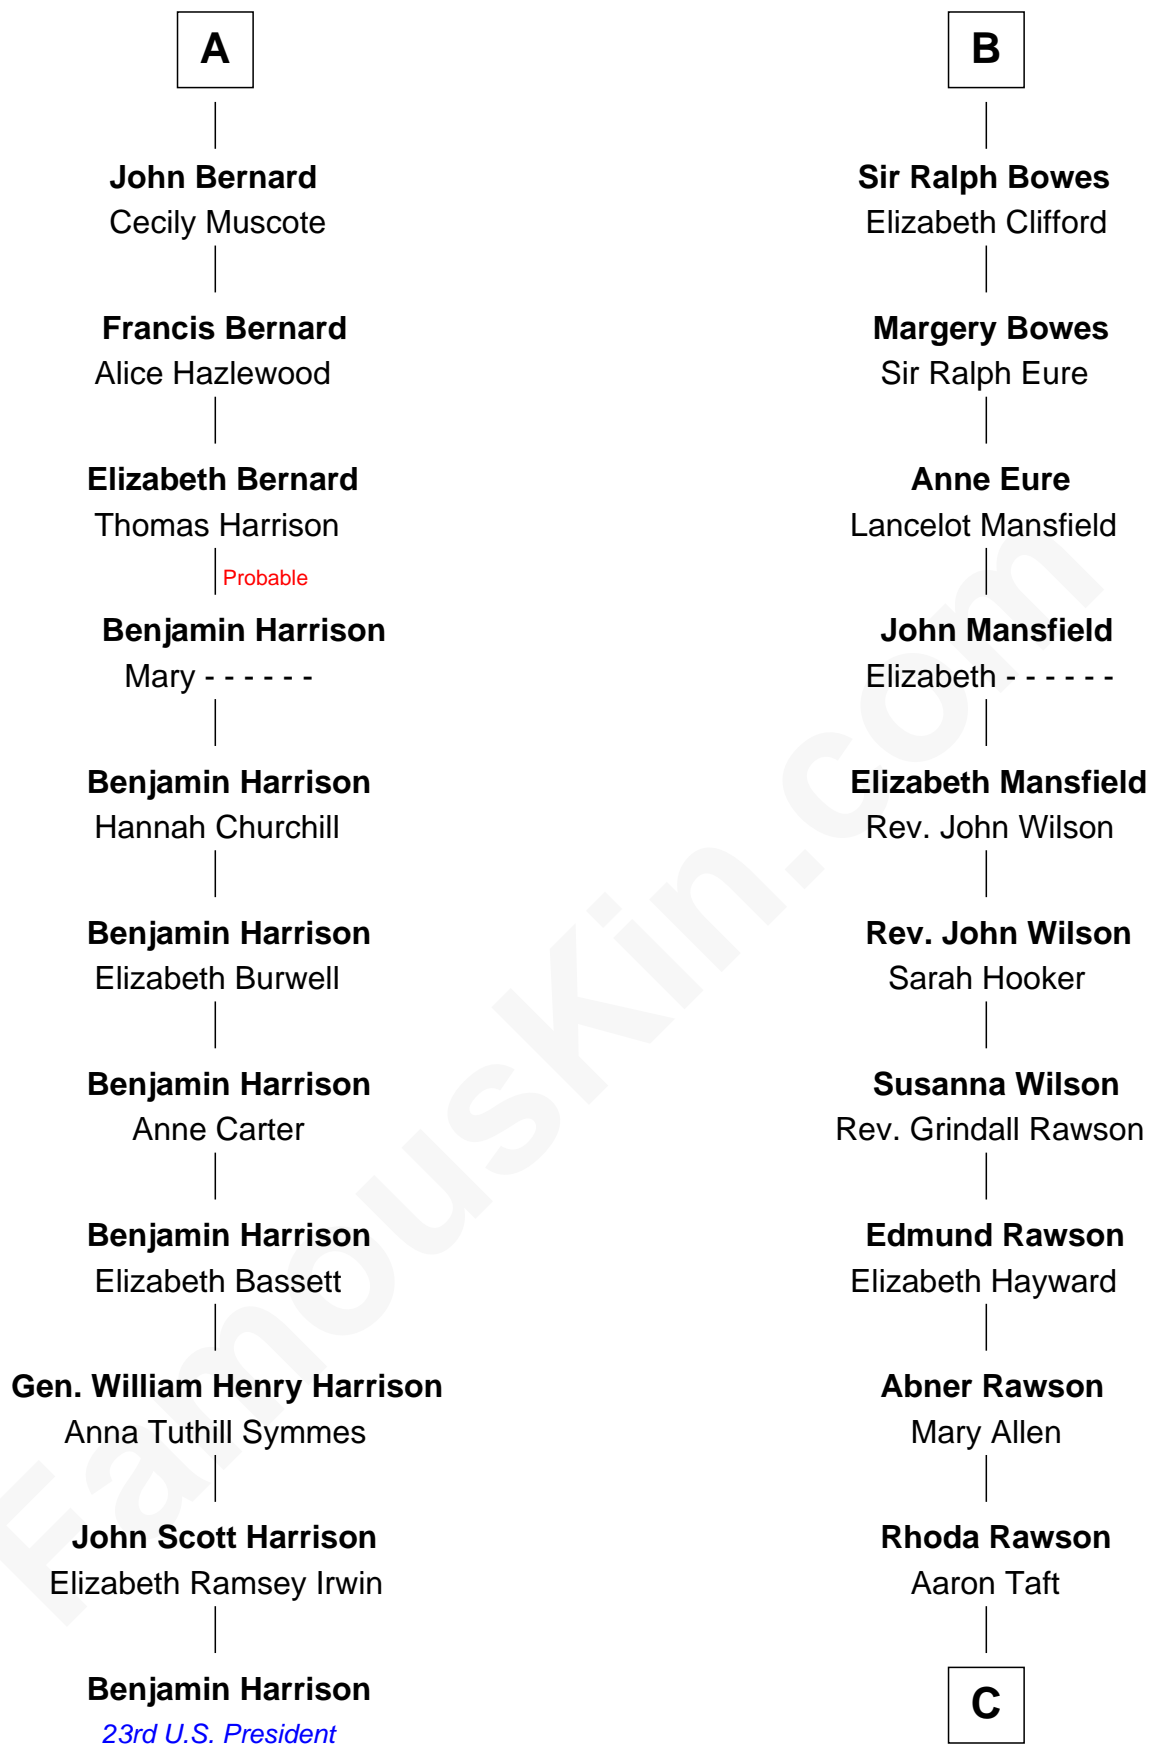 A
John Bernard
Cecily Muscote
Francis Bernard
Alice Hazlewood
Elizabeth Bernard
Thomas Harrison
Probable
Benjamin Harrison
Mary - - - - - -
Benjamin Harrison
Hannah Churchill
Benjamin Harrison
Elizabeth Burwell
Benjamin Harrison
Anne Carter
Benjamin Harrison
Elizabeth Bassett
Gen. William Henry Harrison
Anna Tuthill Symmes
John Scott Harrison
Elizabeth Ramsey Irwin
Benjamin Harrison
23rd U.S. President
B
Sir Ralph Bowes
Elizabeth Clifford
Margery Bowes
Sir Ralph Eure
Anne Eure
Lancelot Mansfield
John Mansfield
Elizabeth - - - - - -
Elizabeth Mansfield
Rev. John Wilson
Rev. John Wilson
Sarah Hooker
Susanna Wilson
Rev. Grindall Rawson
Edmund Rawson
Elizabeth Hayward
Abner Rawson
Mary Allen
Rhoda Rawson
Aaron Taft
C
FamousKin.com